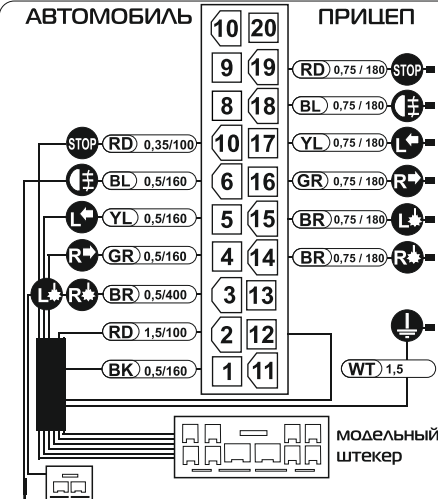 АВТОМОБИЛЬ ПРИЦЕП
10 20
9 19 RD 0,75 / 180 STOP
8 18 BL 0,75 / 180
STOP RD 0,35/100 10 17 YL 0,75 / 180 L
BL 0,5/160 6 16 GR 0,75 / 180 R
L YL 0,5/160 5 15 BR 0,75 / 180 L
R GR 0,5/160 4 14 BR 0,75 / 180 R
L R BR 0,5/400 3 13
RD 1,5/100 2 12
BK 0,5/160 1 11 WT 1,5
модельный
штекер